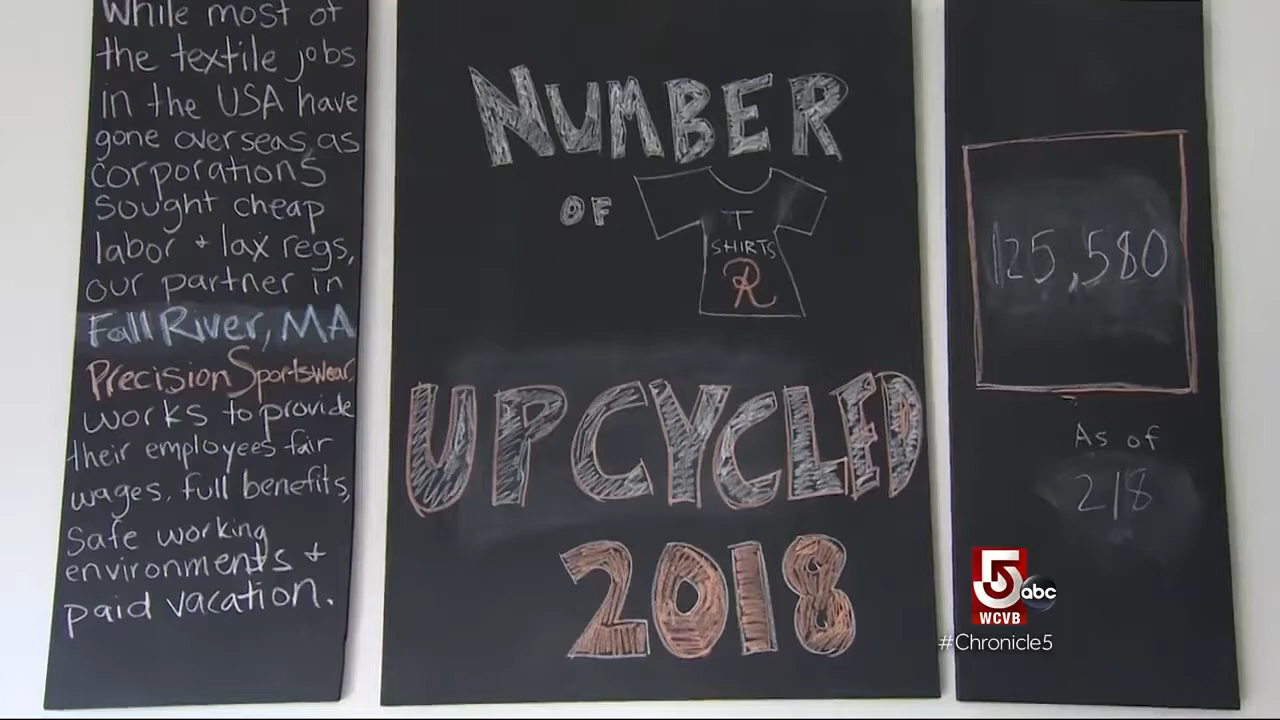 While most of
the textile jobs
in the USA have
gone overseas, as
corporations
sought cheap
labor + lax regs,
our partner in
Fall River, MA
Precision Sportswear,
works to provide
their employees fair
wages, full benefits,
safe working
environments +
paid vacation.
NUMBER
OF
T
SHIRTS
R
UPCYCLED
2018
125,580
As of
2/8
5
abc
WCVB
#Chronicle5